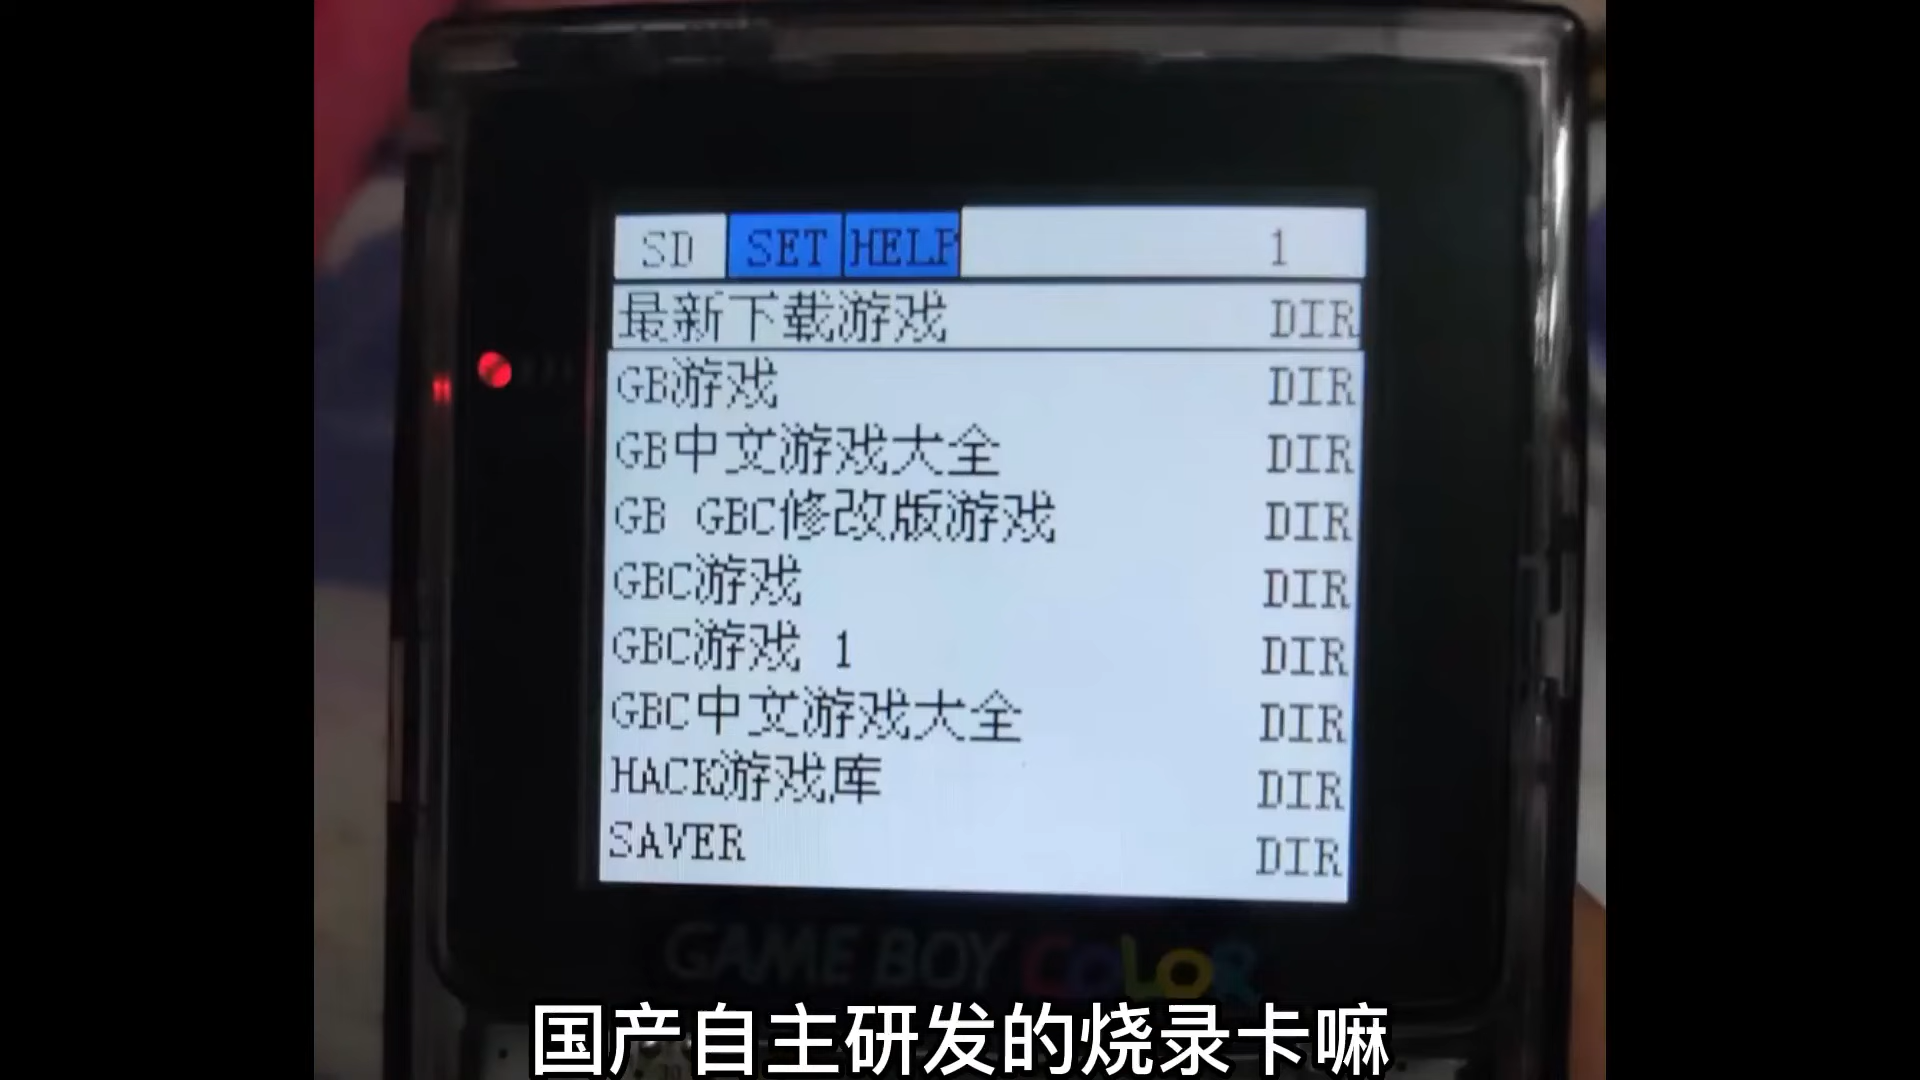 SD SET HELP 1
最新下载游戏 DIR
GB游戏 DIR
GB中文游戏大全 DIR
GB GBC修改版游戏 DIR
GBC游戏 DIR
GBC游戏 1 DIR
GBC中文游戏大全 DIR
HACK游戏库 DIR
SAVER DIR
GAME BOY COLOR
国产自主研发的烧录卡嘛